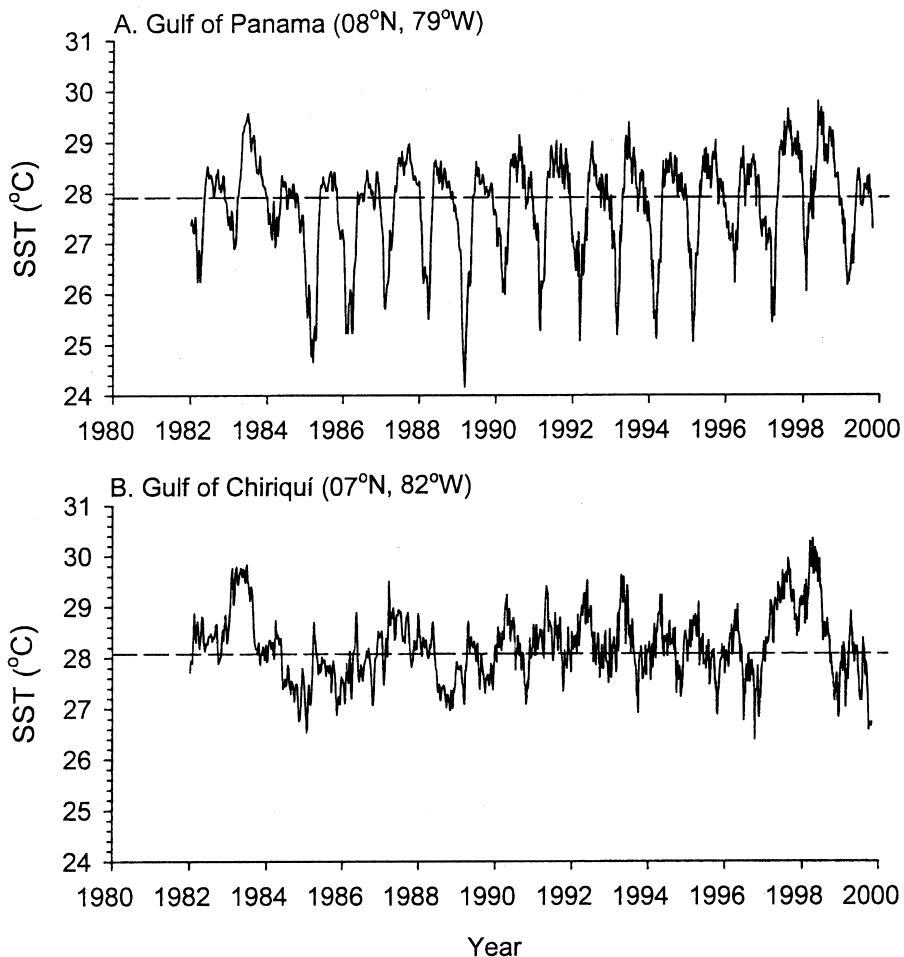 A. Gulf of Panama (08°N, 79°W)
31
30
29
28
27
26
25
24
SST (°C)
1980 1982 1984 1986 1988 1990 1992 1994 1996 1998 2000
B. Gulf of Chiriquí (07°N, 82°W)
31
30
29
28
27
26
25
24
SST (°C)
1980 1982 1984 1986 1988 1990 1992 1994 1996 1998 2000
Year